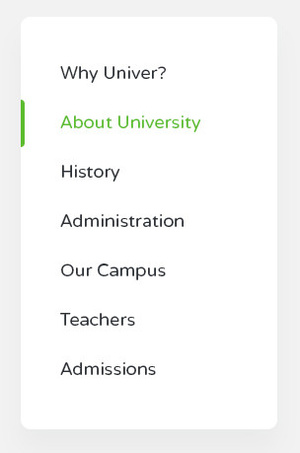 Why Univer?
About University
History
Administration
Our Campus
Teachers
Admissions